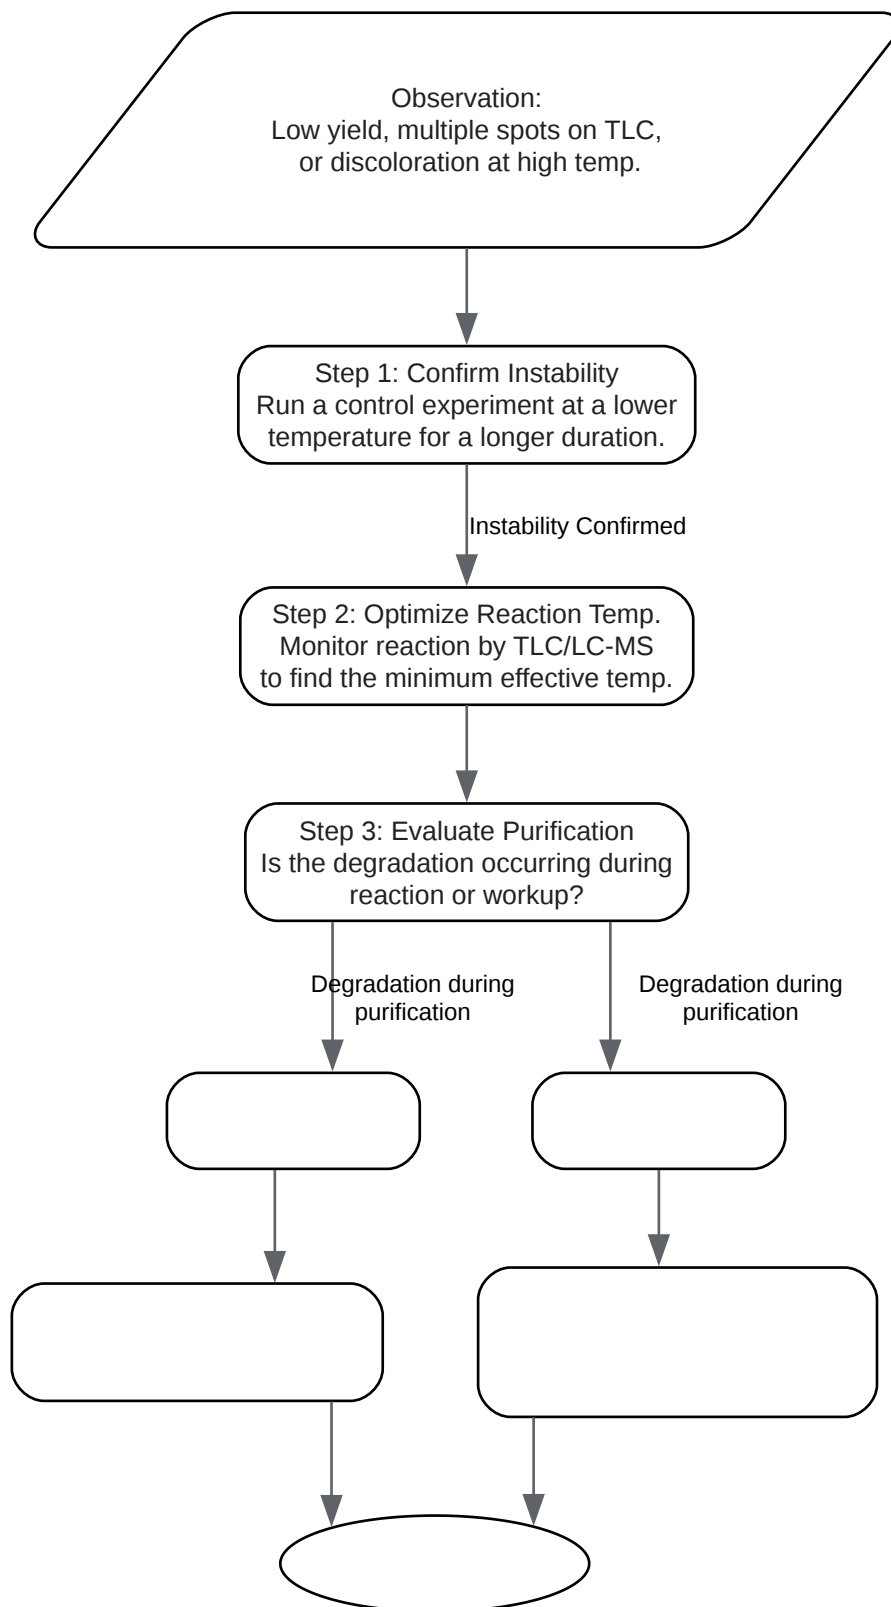 Observation:
Low yield, multiple spots on TLC,
or discoloration at high temp.
Step 1: Confirm Instability
Run a control experiment at a lower
temperature for a longer duration.
Instability Confirmed
Step 2: Optimize Reaction Temp.
Monitor reaction by TLC/LC-MS
to find the minimum effective temp.
Step 3: Evaluate Purification
Is the degradation occurring during
reaction or workup?
Degradation during
purification
Degradation during
purification